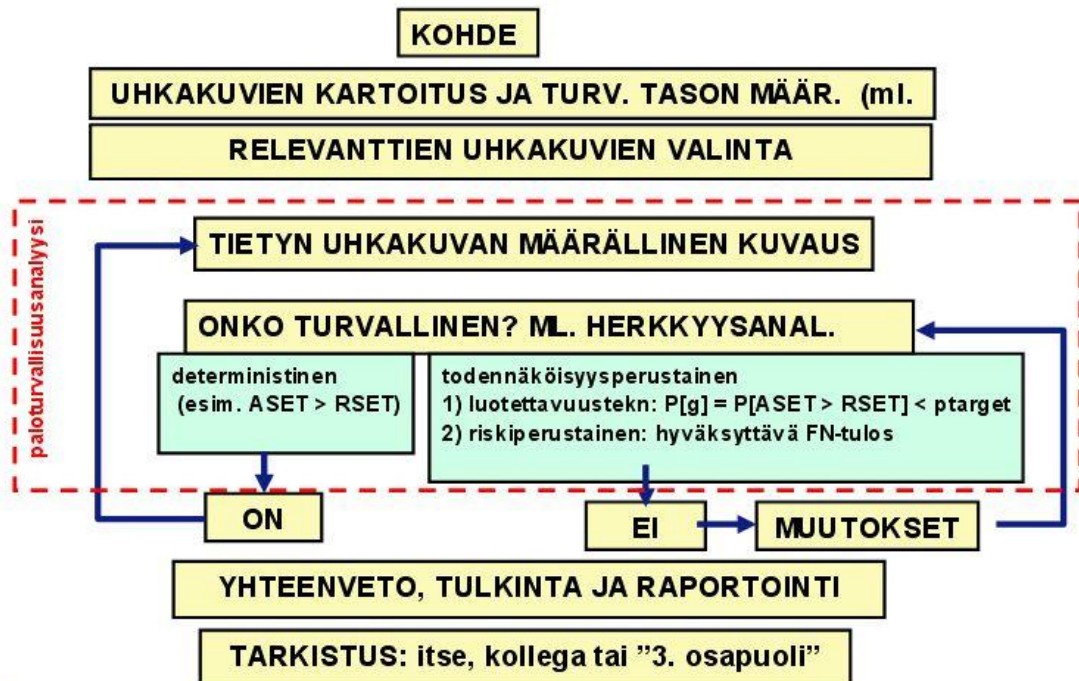 KOHDE
UHKAKUVIEN KARTOITUS JA TURV. TASON MÄÄR. (ml.
RELEVANTTIEN UHKAKUVIEN VALINTA
paloturvallisuusanalyysi
TIETYN UHKAKUVAN MÄÄRÄLLINEN KUVAUS
ONKO TURVALLINEN? ML. HERKKYYSANAL.
deterministinen
(esim. ASET > RSET)
todennäköisyysperustainen
1) luotettavuustekn: P[g] = P[ASET > RSET] < ptarget
2) riskiperustainen: hyväksyttävä FN-tulos
ON
EI
MUUTOKSET
YHTEENVETO, TULKINTA JA RAPORTOINTI
TARKISTUS: itse, kollega tai ”3. osapuoli”